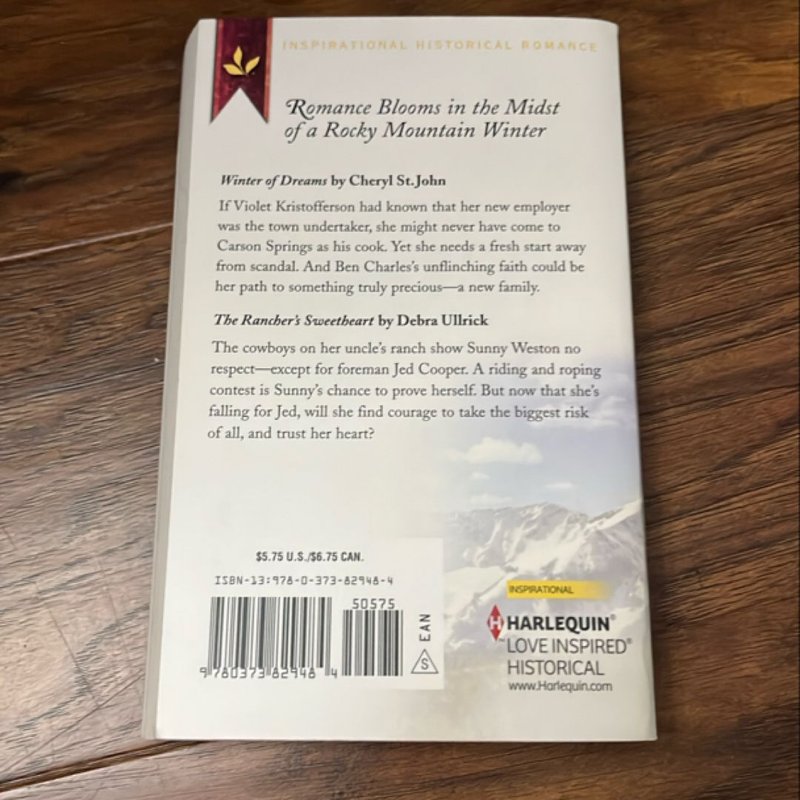 INSPIRATIONAL HISTORICAL ROMANCE
Romance Blooms in the Midst
of a Rocky Mountain Winter
Winter of Dreams by Cheryl St.John
If Violet Kristofferson had known that her new employer
was the town undertaker, she might never have come to
Carson Springs as his cook. Yet she needs a fresh start away
from scandal. And Ben Charles's unflinching faith could be
her path to something truly precious—a new family.
The Rancher's Sweetheart by Debra Ullrick
The cowboys on her uncle's ranch show Sunny Weston no
respect—except for foreman Jed Cooper. A riding and roping
contest is Sunny's chance to prove herself. But now that she's
falling for Jed, will she find courage to take the biggest risk
of all, and trust her heart?
$5.75 U.S./$6.75 CAN.
ISBN-13:978-0-373-82948-4
50575
9 780373 829484
EAN
S
INSPIRATIONAL
H HARLEQUIN®
™LOVE INSPIRED®
HISTORICAL
www.Harlequin.com